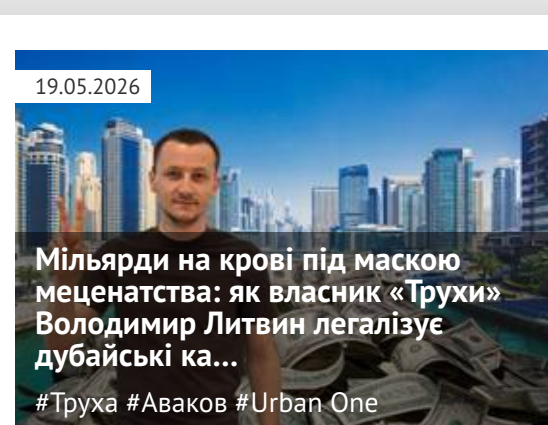 19.05.2026
Мільярди на крові під маскою
меценатства: як власник «Трухи»
Володимир Литвин легалізує
дубайські ка...
#Труха #Аваков #Urban One